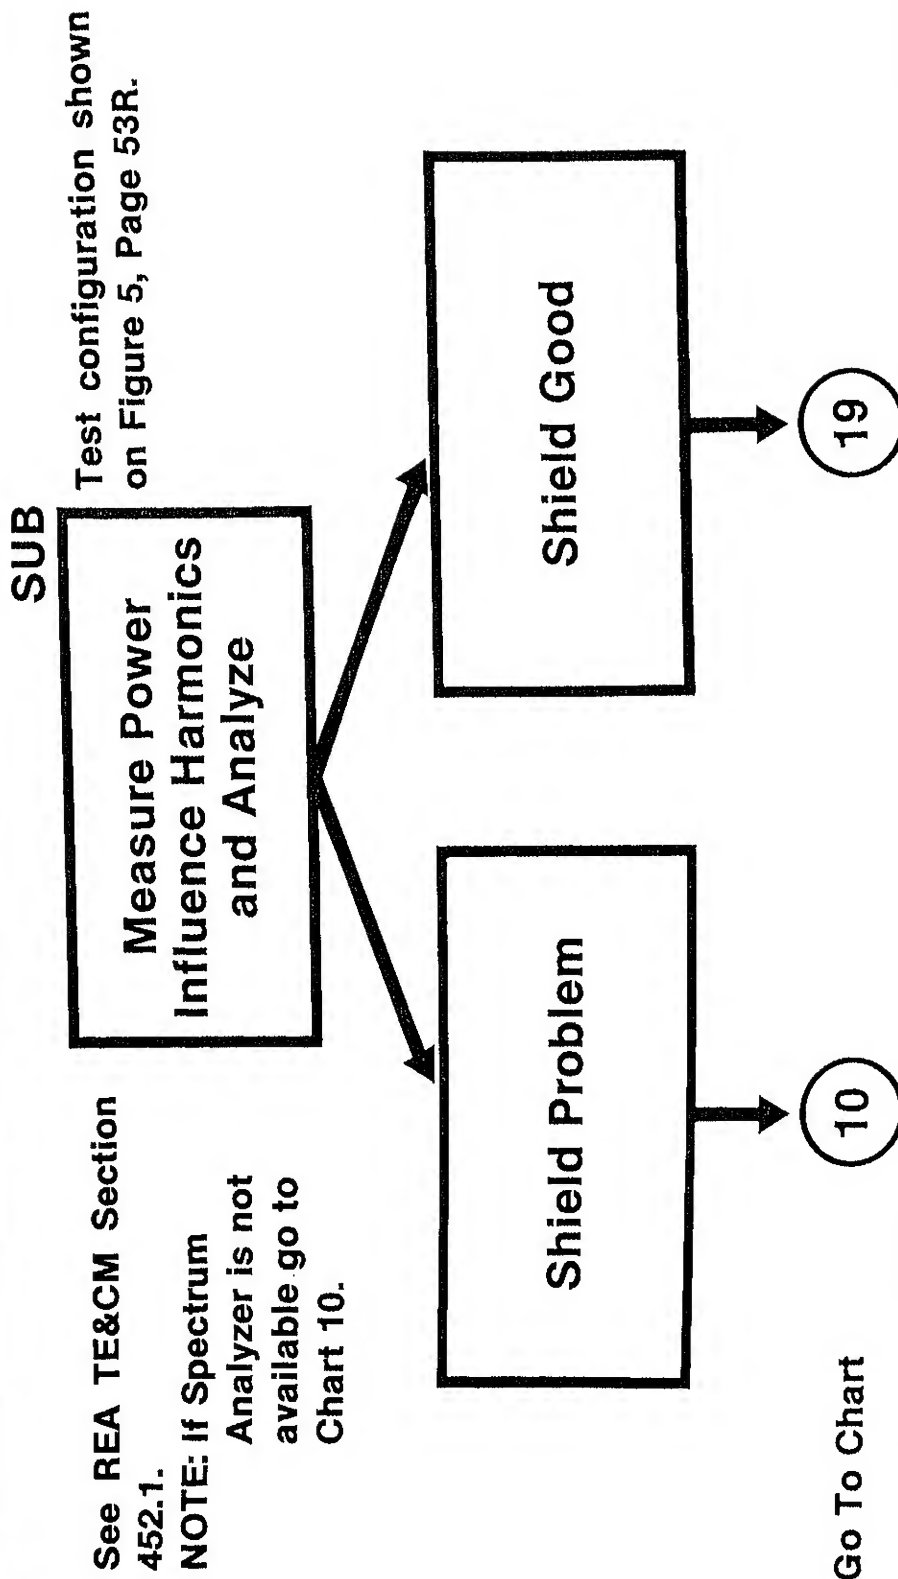 SUB
See REA TE&CM Section
452.1.
NOTE: If Spectrum
Analyzer is not
available go to
Chart 10.
Measure Power
Influence Harmonics
and Analyze
Test configuration shown
on Figure 5, Page 53R.
Shield Problem
Shield Good
Go To Chart
10
19